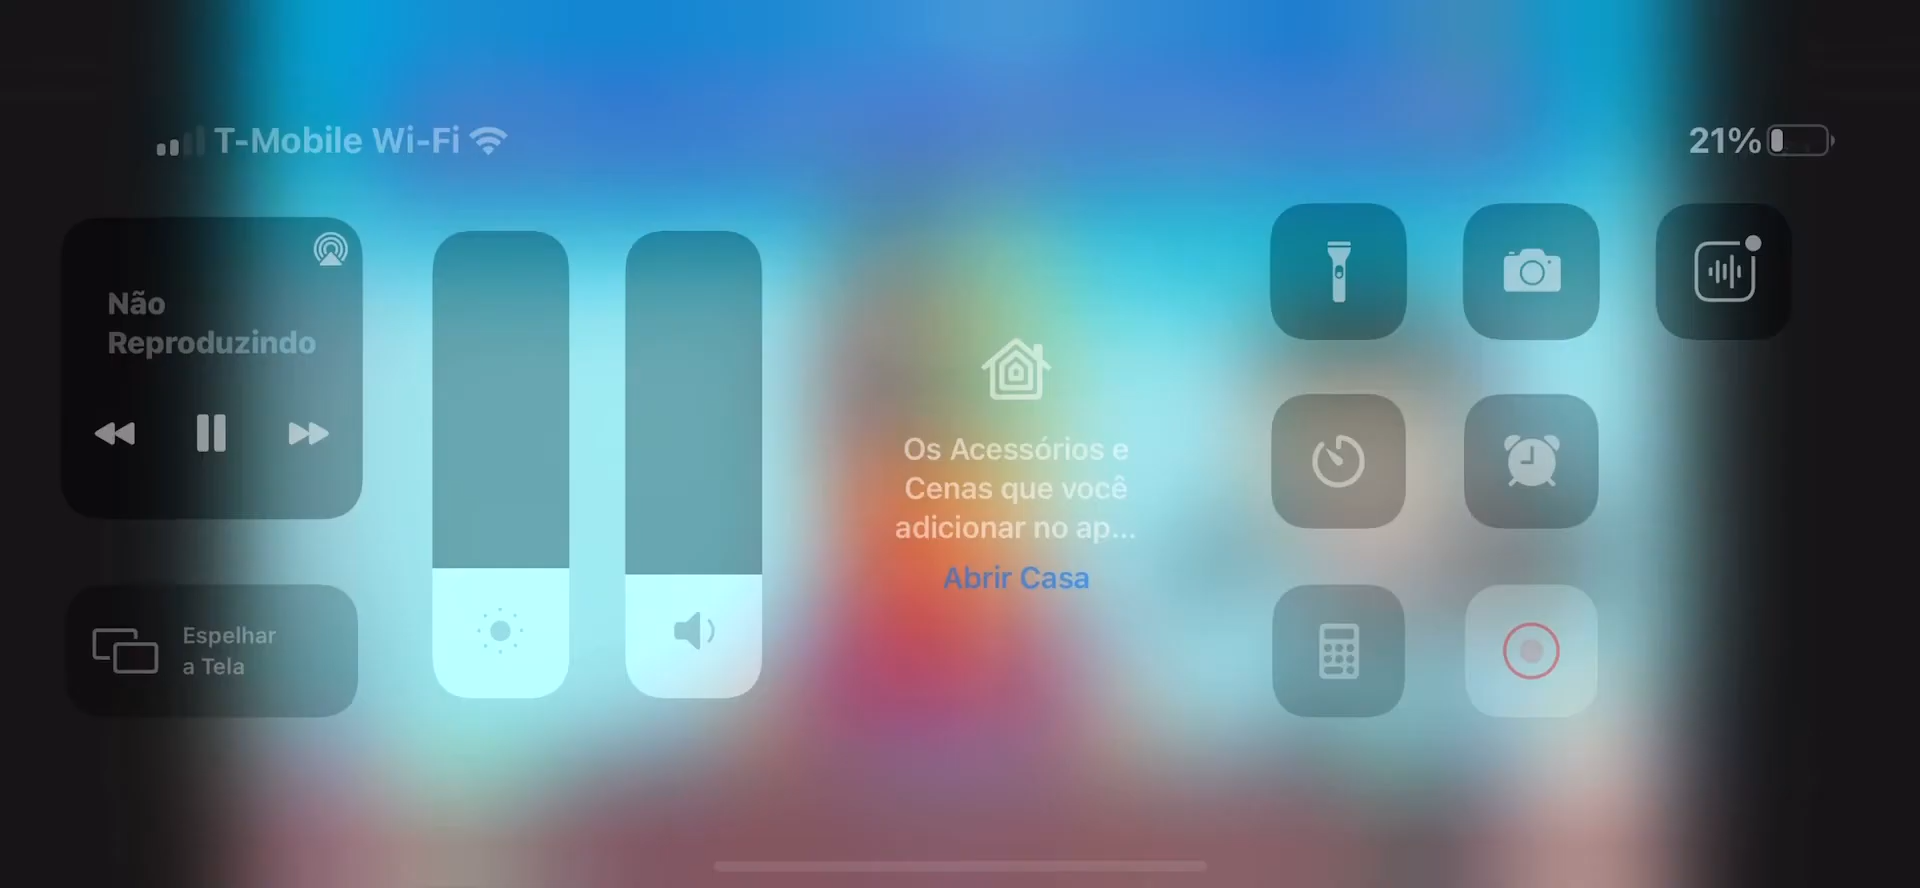 T-Mobile Wi-Fi
21%
Não
Reproduzindo
Espelhar
a Tela
Os Acessórios e
Cenas que você
adicionar no ap...
Abrir Casa